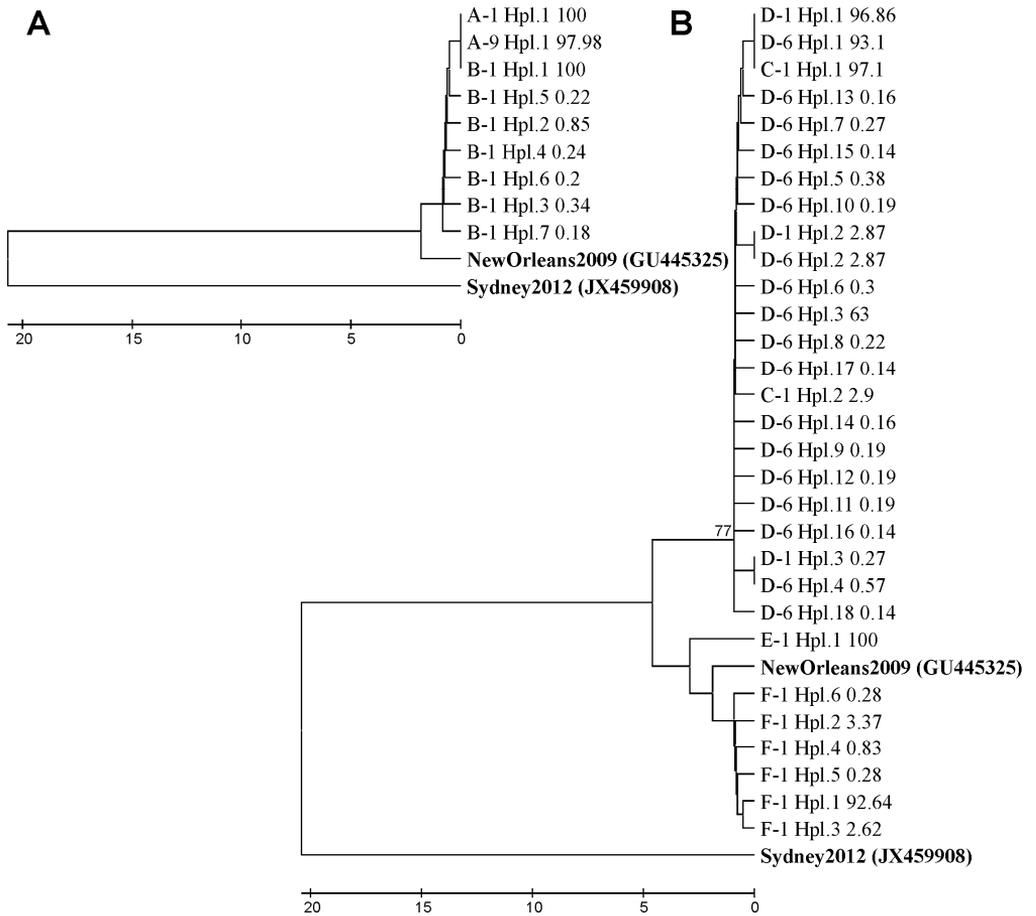 A
A-1 Hpl.1 100
A-9 Hpl.1 97.98
B-1 Hpl.1 100
B-1 Hpl.5 0.22
B-1 Hpl.2 0.85
B-1 Hpl.4 0.24
B-1 Hpl.6 0.2
B-1 Hpl.3 0.34
B-1 Hpl.7 0.18
NewOrleans2009 (GU445325)
Sydney2012 (JX459908)
20 15 10 5 0
B
D-1 Hpl.1 96.86
D-6 Hpl.1 93.1
C-1 Hpl.1 97.1
D-6 Hpl.13 0.16
D-6 Hpl.7 0.27
D-6 Hpl.15 0.14
D-6 Hpl.5 0.38
D-6 Hpl.10 0.19
D-1 Hpl.2 2.87
D-6 Hpl.2 2.87
D-6 Hpl.6 0.3
D-6 Hpl.3 63
D-6 Hpl.8 0.22
D-6 Hpl.17 0.14
C-1 Hpl.2 2.9
D-6 Hpl.14 0.16
D-6 Hpl.9 0.19
D-6 Hpl.12 0.19
D-6 Hpl.11 0.19
D-6 Hpl.16 0.14
77
D-1 Hpl.3 0.27
D-6 Hpl.4 0.57
D-6 Hpl.18 0.14
E-1 Hpl.1 100
NewOrleans2009 (GU445325)
F-1 Hpl.6 0.28
F-1 Hpl.2 3.37
F-1 Hpl.4 0.83
F-1 Hpl.5 0.28
F-1 Hpl.1 92.64
F-1 Hpl.3 2.62
Sydney2012 (JX459908)
20 15 10 5 0